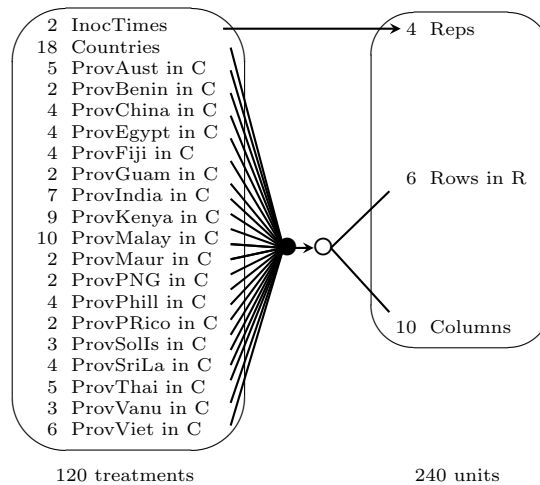 2 InocTimes
18 Countries
5 ProvAust in C
2 ProvBenin in C
4 ProvChina in C
4 ProvEgypt in C
4 ProvFiji in C
2 ProvGuam in C
7 ProvIndia in C
9 ProvKenya in C
10 ProvMalay in C
2 ProvMaur in C
2 ProvPNG in C
4 ProvPhill in C
2 ProvPRico in C
3 ProvSolIs in C
4 ProvSriLa in C
5 ProvThai in C
3 ProvVanu in C
6 ProvViet in C
120 treatments
4 Reps
6 Rows in R
10 Columns
240 units